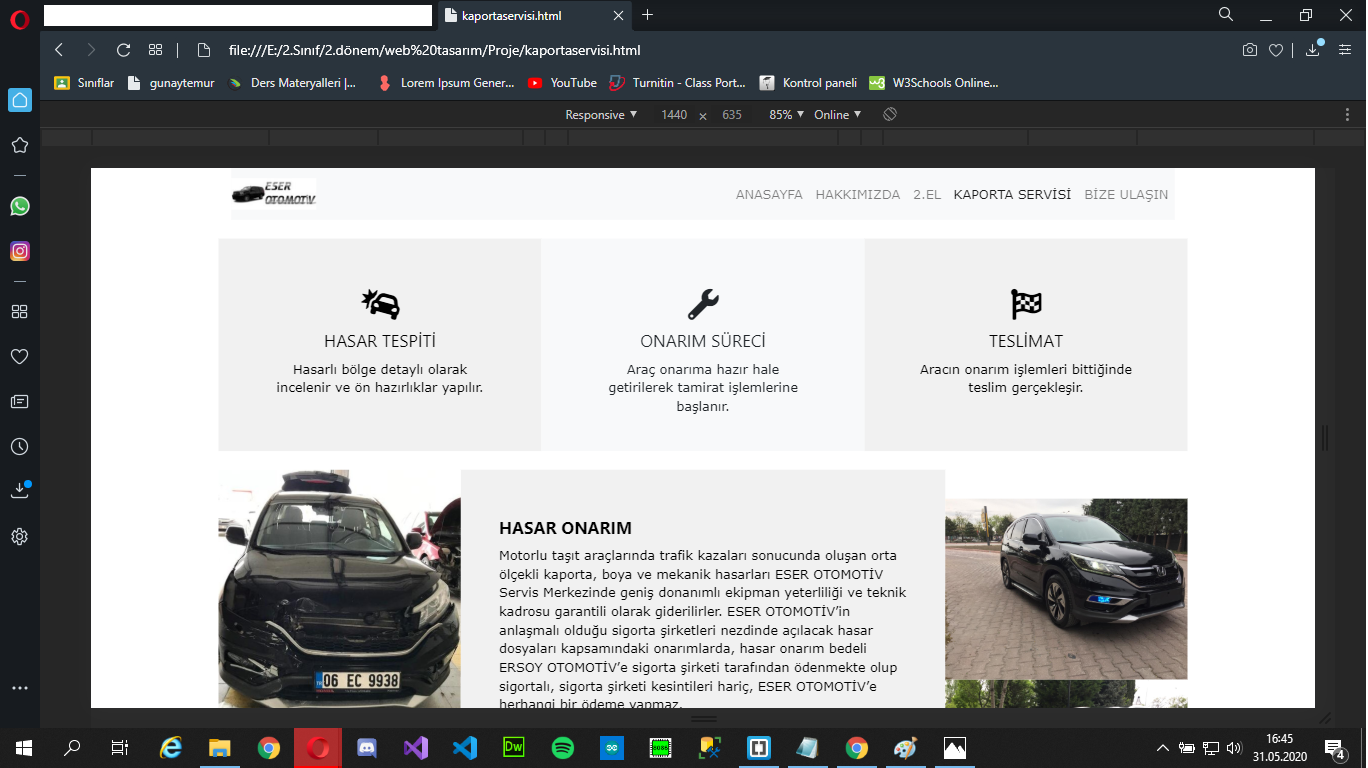 kaportaservisi.html
file:///E:/2.Sınıf/2.dönem/web%20tasarım/Proje/kaportaservisi.html
Sınıflar
gunaytemur
Ders Materyalleri |...
Lorem Ipsum Gener...
YouTube
Turnitin - Class Port...
Kontrol paneli
W3Schools Online...
Responsive
1440 x 635
85%
Online
ESER
OTOMOTİV
ANASAYFA
HAKKIMIZDA
2.EL
KAPORTA SERVİSİ
BİZE ULAŞIN
HASAR TESPİTİ
Hasarlı bölge detaylı olarak
incelenir ve ön hazırlıklar yapılır.
ONARIM SÜRECİ
Araç onarıma hazır hale
getirilerek tamirat işlemlerine
başlanır.
TESLİMAT
Aracın onarım işlemleri bittiğinde
teslim gerçekleşir.
06 EC 9938
HASAR ONARIM
Motorlu taşıt araçlarında trafik kazaları sonucunda oluşan orta
ölçekli kaporta, boya ve mekanik hasarları ESER OTOMOTİV
Servis Merkezinde geniş donanımlı ekipman yeterliliği ve teknik
kadrosu garantili olarak giderilirler. ESER OTOMOTİV’in
anlaşmalı olduğu sigorta şirketleri nezdinde açılacak hasar
dosyaları kapsamındaki onarımlarda, hasar onarım bedeli
ERSOY OTOMOTİV’e sigorta şirketi tarafından ödenmekte olup
sigortalı, sigorta şirketi kesintileri hariç, ESER OTOMOTİV’e
herhangi bir ödeme yapmaz.
Dw
16:45
31.05.2020
4